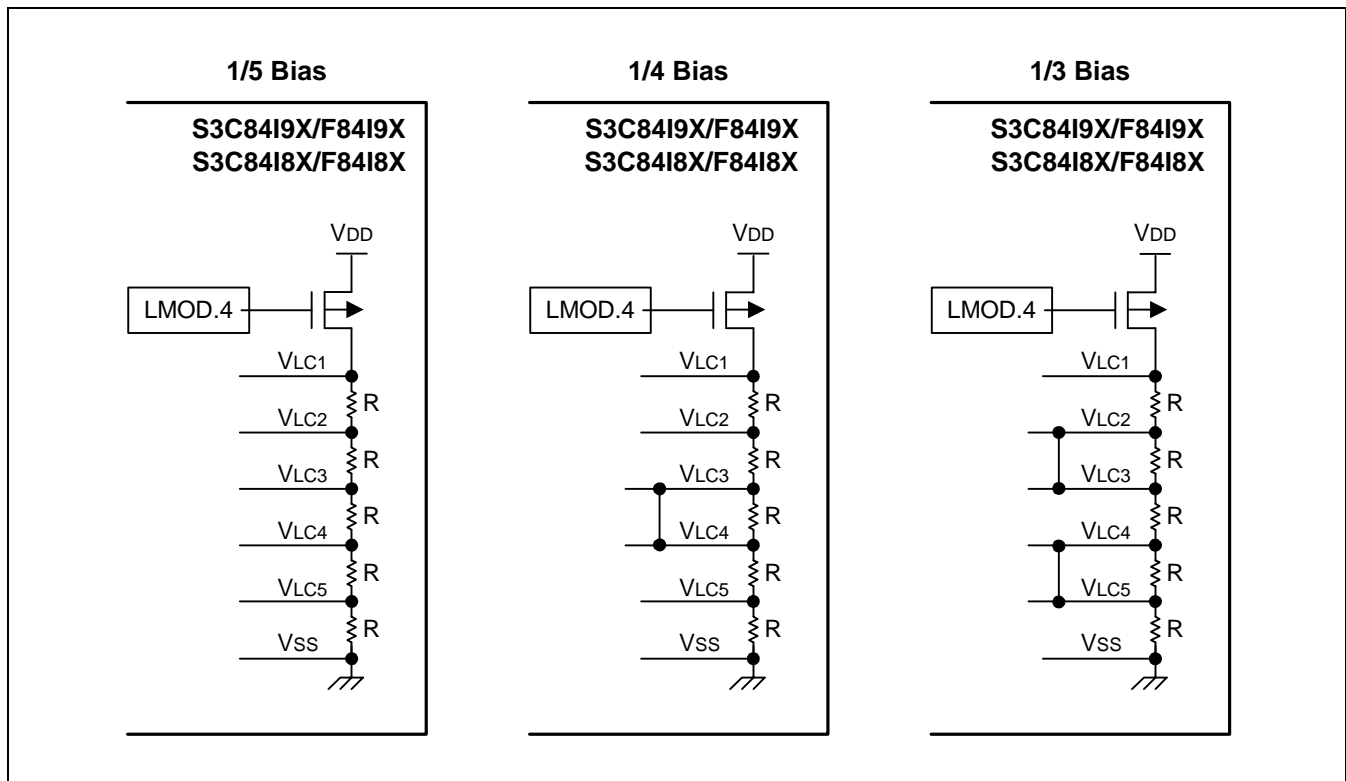 1/5 Bias
S3C84I9X/F84I9X
S3C84I8X/F84I8X
VDD
LMOD.4
VLC1
R
VLC2
R
VLC3
R
VLC4
R
VLC5
R
VSS
1/4 Bias
S3C84I9X/F84I9X
S3C84I8X/F84I8X
VDD
LMOD.4
VLC1
R
VLC2
R
VLC3
R
VLC4
R
VLC5
R
VSS
1/3 Bias
S3C84I9X/F84I9X
S3C84I8X/F84I8X
VDD
LMOD.4
VLC1
R
VLC2
R
VLC3
R
VLC4
R
VLC5
R
VSS